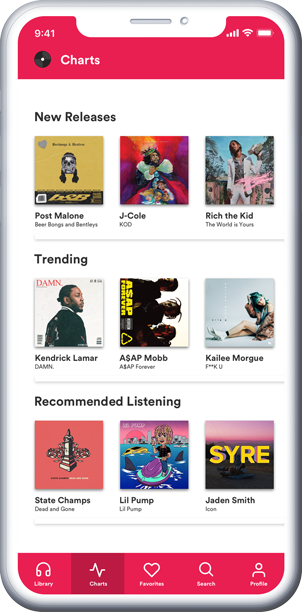 9:41
Charts
New Releases
Beerbongs & Bentleys
Post Malone
Beer Bongs and Bentleys
J-Cole
KOD
Rich the Kid
The World is Yours
Trending
DAMN.
A$AP
FOREVER
Kendrick Lamar
DAMN.
A$AP Mobb
A$AP Forever
Kailee Morgue
F**K U
Recommended Listening
LIL PUMP
SYRE
State Champs
Dead and Gone
Lil Pump
Lil Pump
Jaden Smith
Icon
Library
Charts
Favorites
Search
Profile